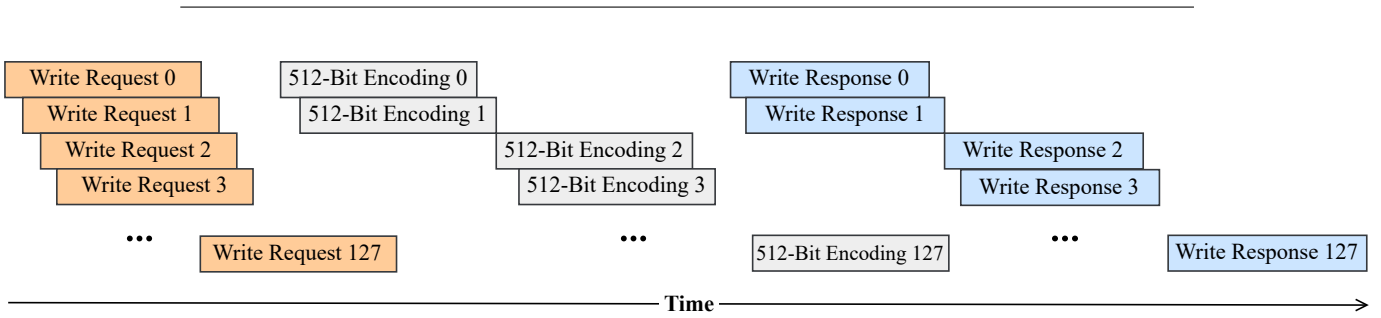 Write Request 0 512-Bit Encoding 0 Write Response 0
Write Request 1 512-Bit Encoding 1 Write Response 1
Write Request 2 512-Bit Encoding 2 Write Response 2
Write Request 3 512-Bit Encoding 3 Write Response 3
... ... ...
Write Request 127 512-Bit Encoding 127 Write Response 127
Time